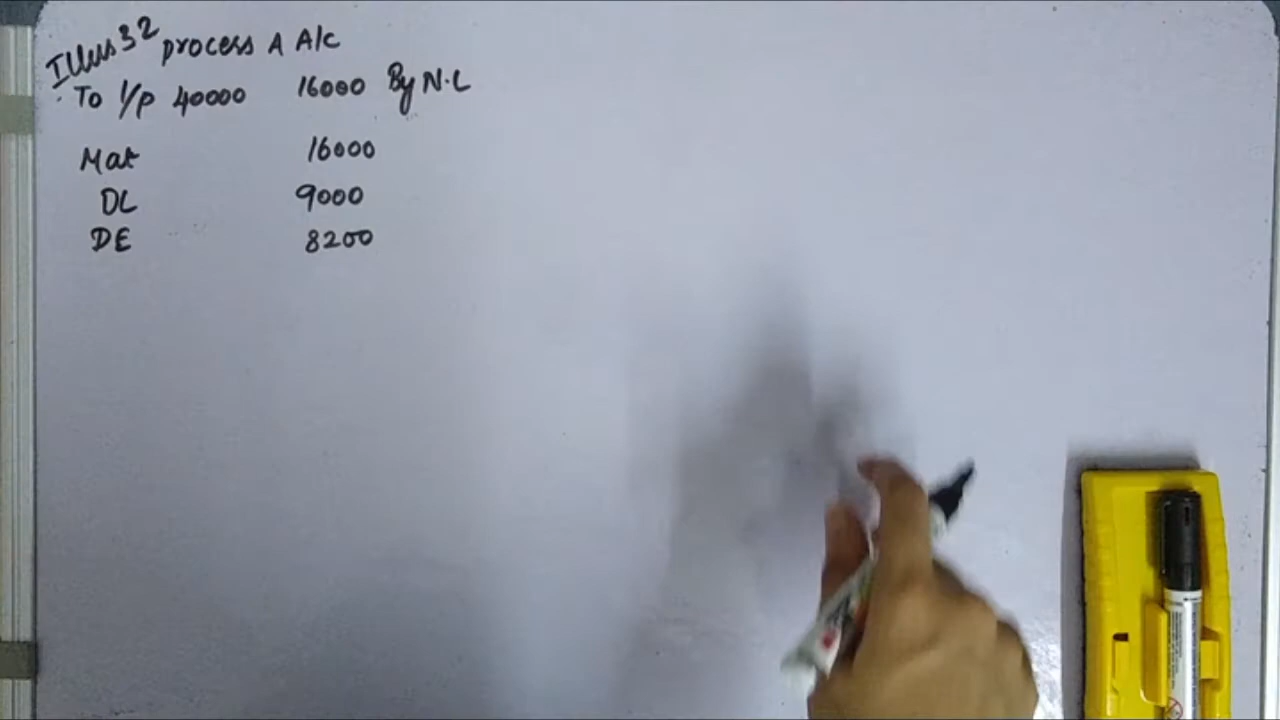 Illus 32 process A A/c
To I/p 40000 16000 By N.L
Mat 16000
DL 9000
DE 8200